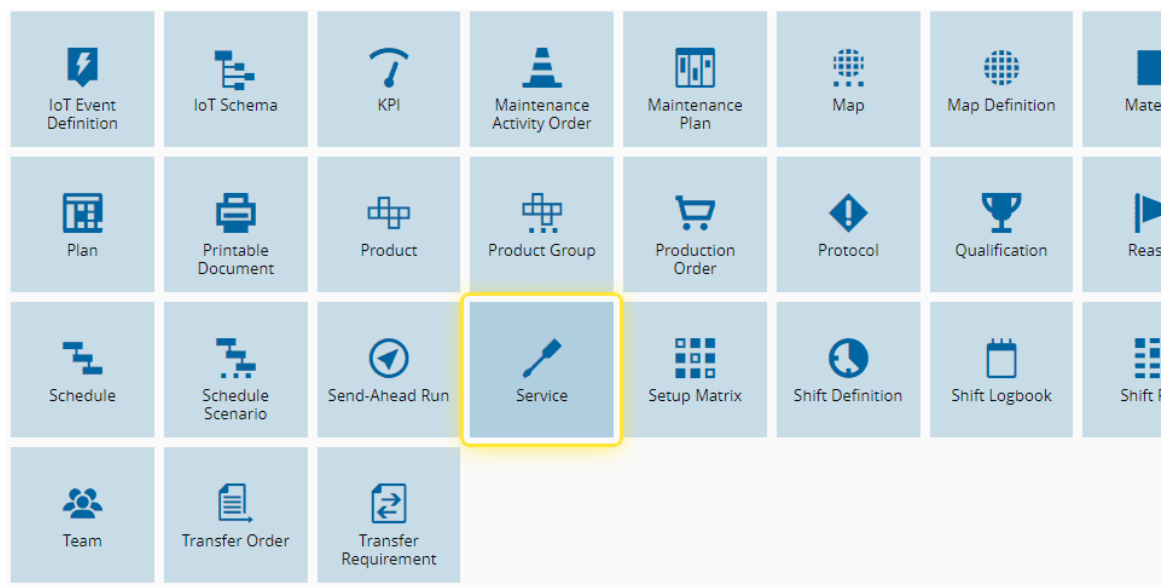 IoT Event
Definition
IoT Schema
KPI
Maintenance
Activity Order
Maintenance
Plan
Map
Map Definition
Plan
Printable
Document
Product
Product Group
Production
Order
Protocol
Qualification
Schedule
Schedule
Scenario
Send-Ahead Run
Service
Setup Matrix
Shift Definition
Shift Logbook
Shift
Team
Transfer Order
Transfer
Requirement